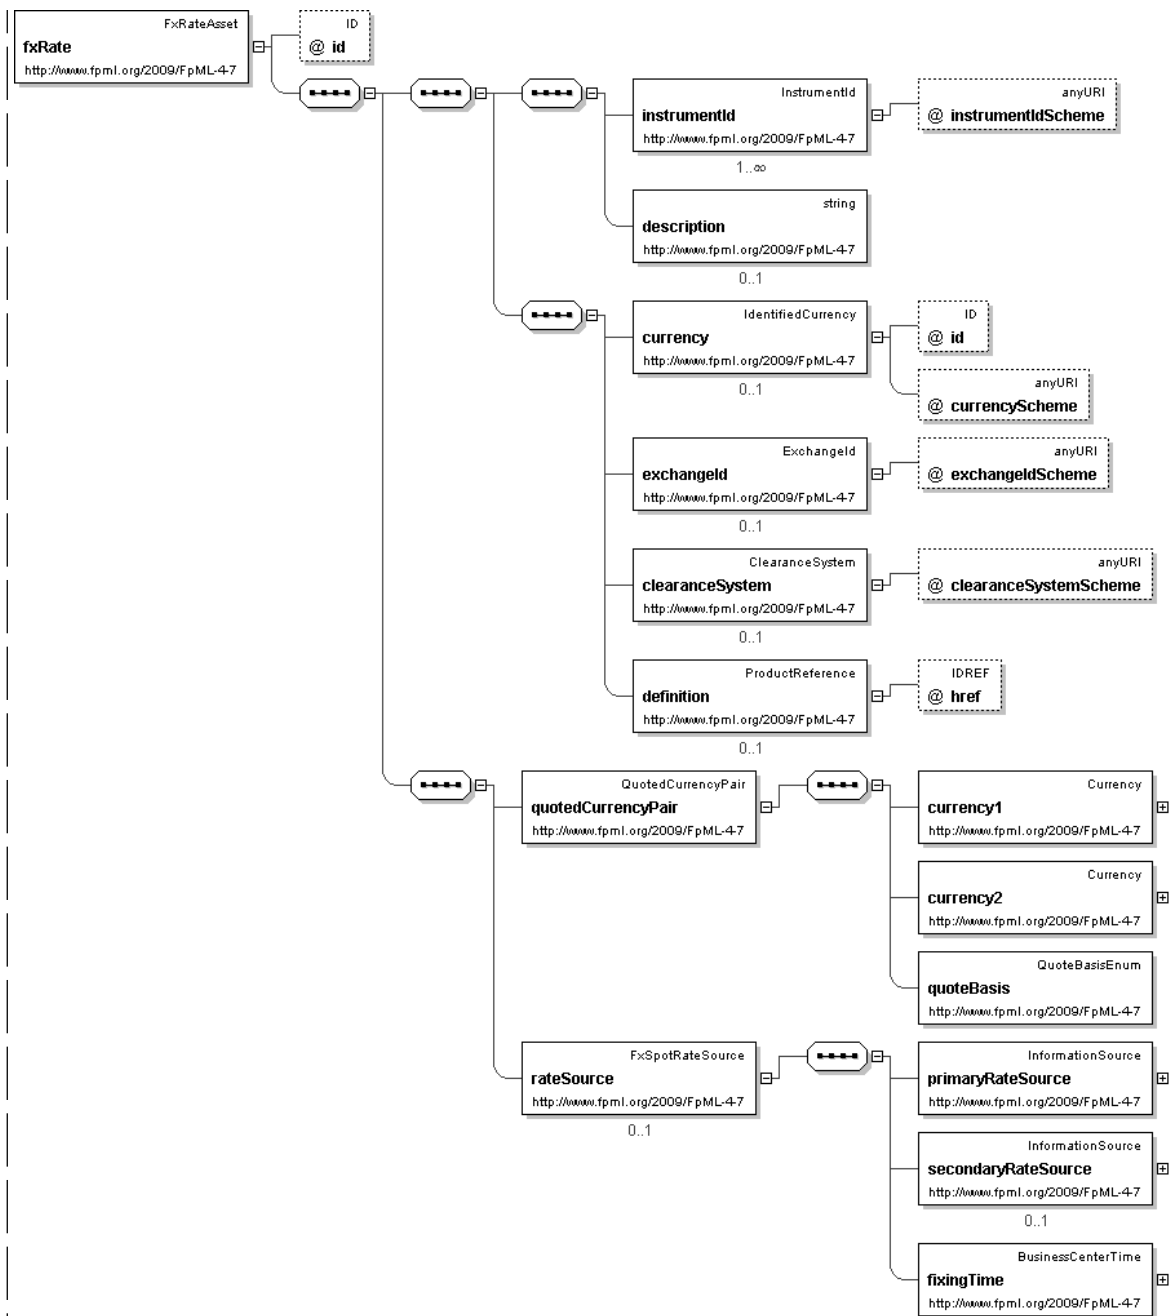 FxRateAsset
fxRate
http://www.fpml.org/2009/FpML-4-7
ID
@ id
InstrumentId
instrumentId
http://www.fpml.org/2009/FpML-4-7
1..∞
anyURI
@ instrumentIdScheme
string
description
http://www.fpml.org/2009/FpML-4-7
0..1
IdentifiedCurrency
currency
http://www.fpml.org/2009/FpML-4-7
0..1
ID
@ id
anyURI
@ currencyScheme
ExchangeId
exchangeId
http://www.fpml.org/2009/FpML-4-7
0..1
anyURI
@ exchangeIdScheme
ClearanceSystem
clearanceSystem
http://www.fpml.org/2009/FpML-4-7
0..1
anyURI
@ clearanceSystemScheme
ProductReference
definition
http://www.fpml.org/2009/FpML-4-7
0..1
IDREF
@ href
QuotedCurrencyPair
quotedCurrencyPair
http://www.fpml.org/2009/FpML-4-7
Currency
currency1
http://www.fpml.org/2009/FpML-4-7
Currency
currency2
http://www.fpml.org/2009/FpML-4-7
QuoteBasisEnum
quoteBasis
http://www.fpml.org/2009/FpML-4-7
FxSpotRateSource
rateSource
http://www.fpml.org/2009/FpML-4-7
0..1
InformationSource
primaryRateSource
http://www.fpml.org/2009/FpML-4-7
InformationSource
secondaryRateSource
http://www.fpml.org/2009/FpML-4-7
0..1
BusinessCenterTime
fixingTime
http://www.fpml.org/2009/FpML-4-7